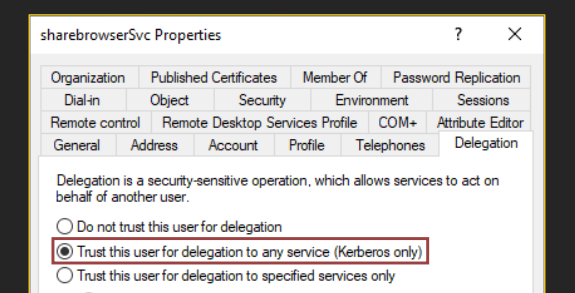 sharebrowserSvc Properties ?
Organization Published Certificates Member Of Password Replication
Dial-in Object Security Environment Sessions
Remote control Remote Desktop Services Profile COM+ Attribute Editor
General Address Account Profile Telephones Delegation
Delegation is a security-sensitive operation, which allows services to act on
behalf of another user.
Do not trust this user for delegation
Trust this user for delegation to any service (Kerberos only)
Trust this user for delegation to specified services only